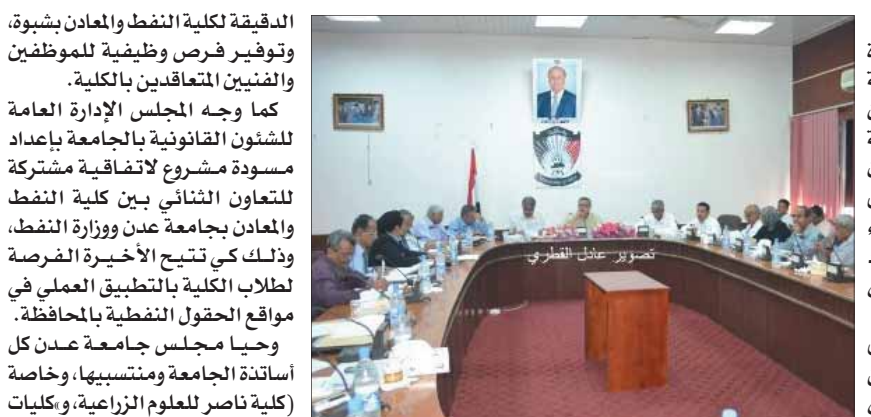 الدقيقة لكلية النفط والمعادن بشبوة،
وتوفير فرص وظيفية للموظفين
والفنيين المتعاقدين بالكلية.
كما وجه المجلس الإدارة العامة
للشئون القانونية بالجامعة بإعداد
مسودة مشروع لاتفاقية مشتركة
للتعاون الثنائي بين كلية النفط
والمعادن بجامعة عدن ووزارة النفط،
وذلك كي تتيح الأخيرة الفرصة
لطلاب الكلية بالتطبيق العملي في
مواقع الحقول النفطية بالمحافظة.
وحيا مجلس جامعة عدن كل
أساتذة الجامعة ومنتسبيها، وخاصة
(كلية ناصر للعلوم الزراعية، و»كليات
تصوير عادل القطري